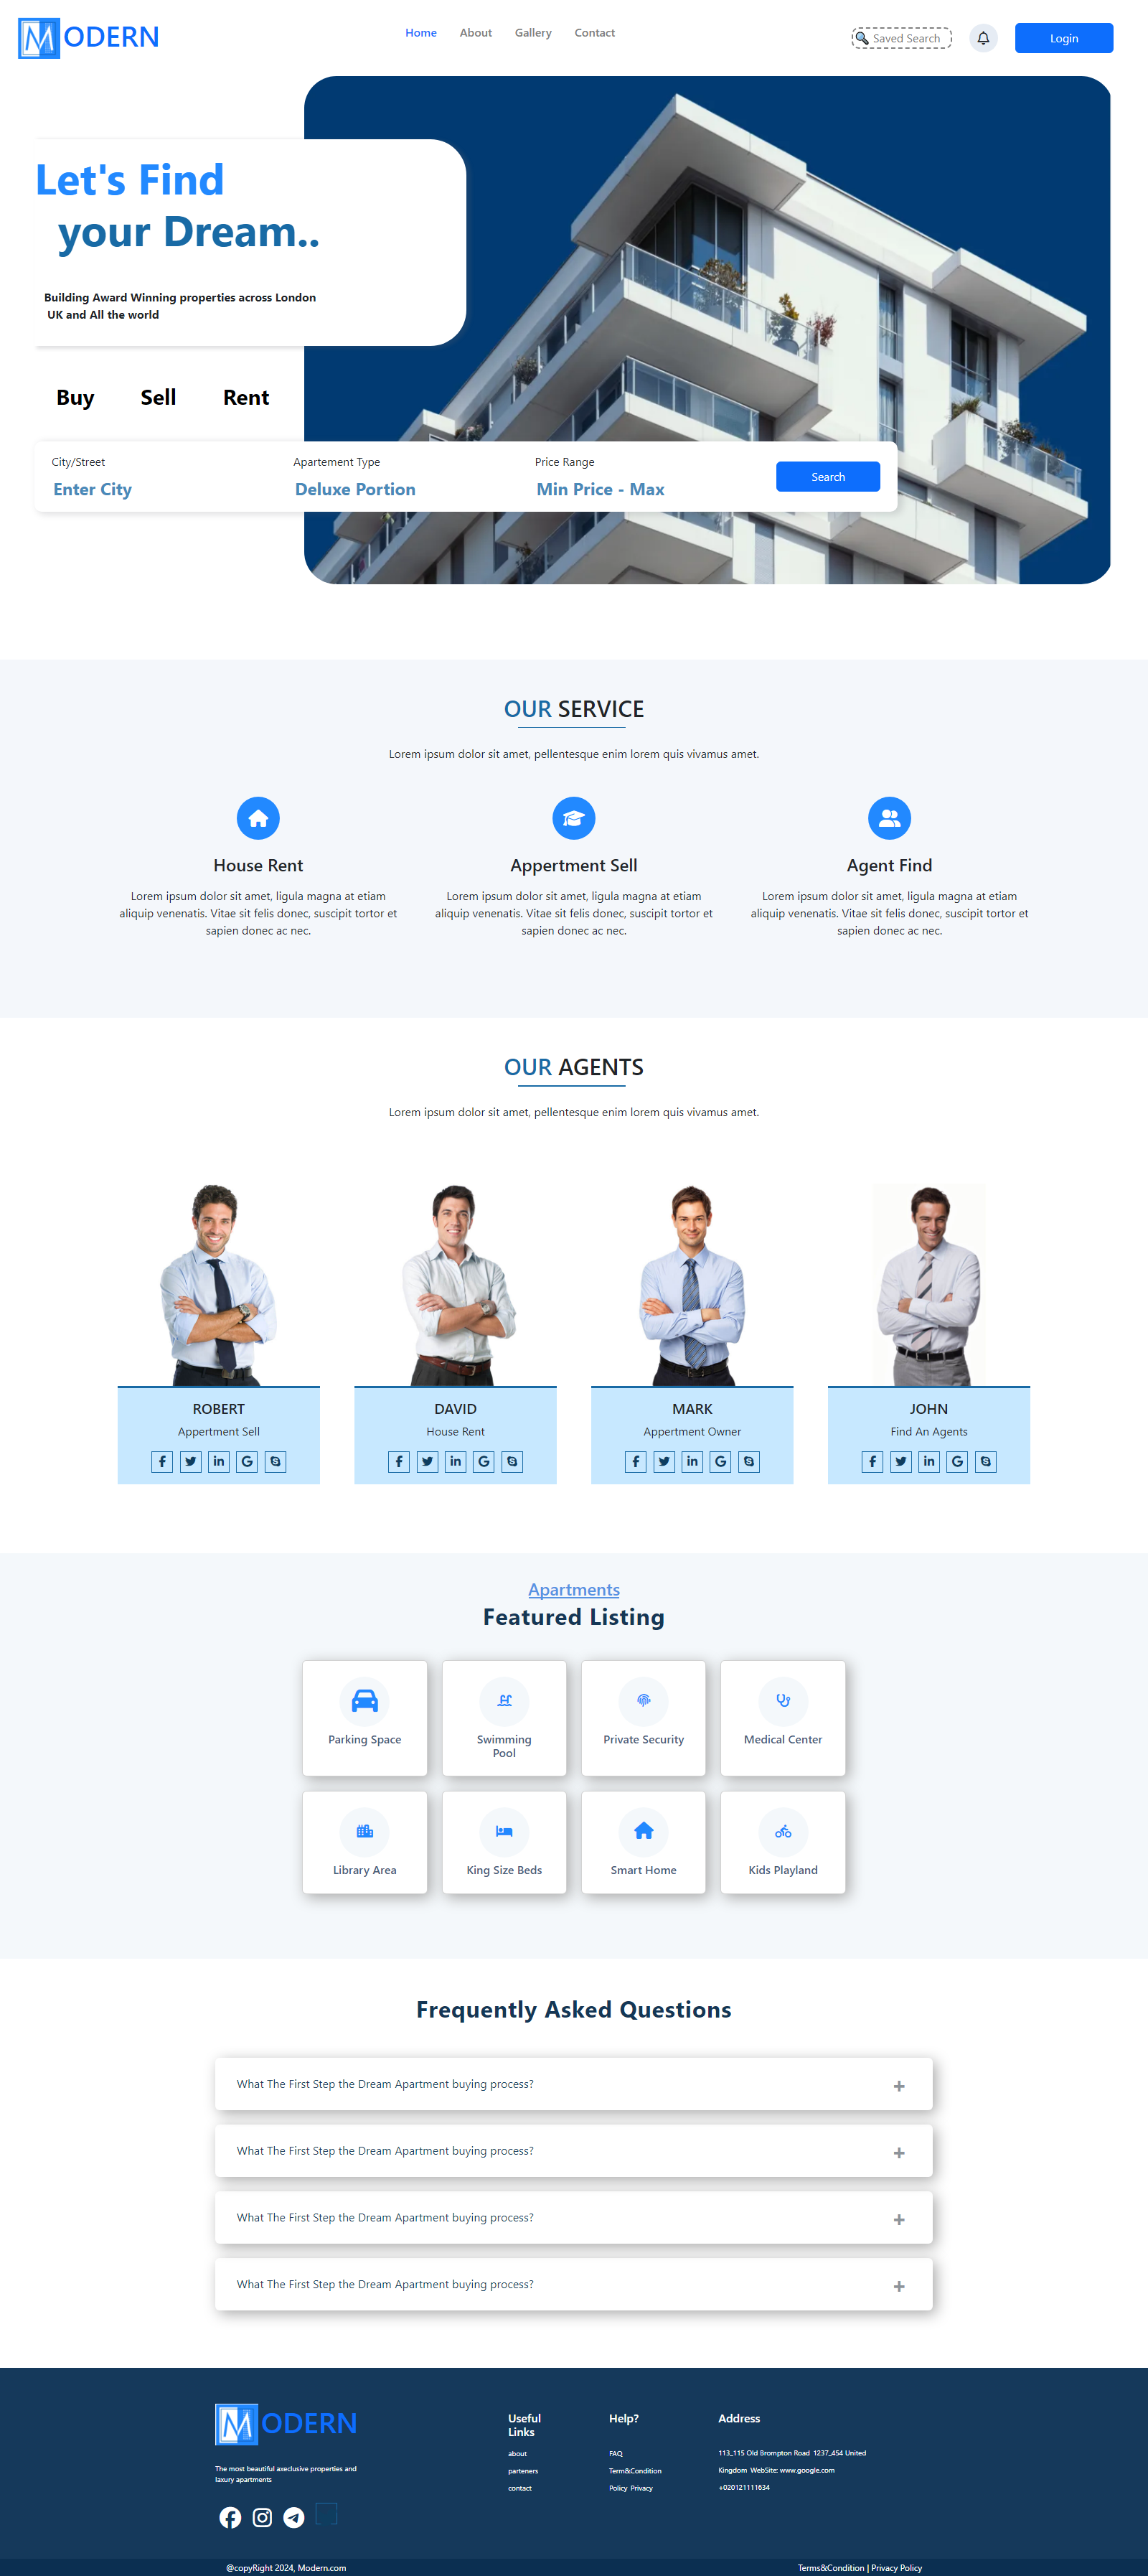 MODERN
Home About Gallery Contact
Saved Search
Login
Let's Find
your Dream..
Building Award Winning properties across London
UK and All the world
Buy Sell Rent
City/Street Apartement Type Price Range
Enter City Deluxe Portion Min Price - Max
Search
OUR SERVICE
Lorem ipsum dolor sit amet, pellentesque enim lorem quis vivamus amet.
House Rent
Lorem ipsum dolor sit amet, ligula magna at etiam
aliquip venenatis. Vitae sit felis donec, suscipit tortor et
sapien donec ac nec.
Appertment Sell
Lorem ipsum dolor sit amet, ligula magna at etiam
aliquip venenatis. Vitae sit felis donec, suscipit tortor et
sapien donec ac nec.
Agent Find
Lorem ipsum dolor sit amet, ligula magna at etiam
aliquip venenatis. Vitae sit felis donec, suscipit tortor et
sapien donec ac nec.
OUR AGENTS
Lorem ipsum dolor sit amet, pellentesque enim lorem quis vivamus amet.
ROBERT
Appertment Sell
DAVID
House Rent
MARK
Appertment Owner
JOHN
Find An Agents
Apartments
Featured Listing
Parking Space
Swimming
Pool
Private Security
Medical Center
Library Area
King Size Beds
Smart Home
Kids Playland
Frequently Asked Questions
What The First Step the Dream Apartment buying process? +
What The First Step the Dream Apartment buying process? +
What The First Step the Dream Apartment buying process? +
What The First Step the Dream Apartment buying process? +
MODERN
The most beautiful axeclusive properties and
laxury apartments
Useful
Links
about
parteners
contact
Help?
FAQ
Term&Condition
Policy Privacy
Address
113_115 Old Brompton Road 1237_454 United
Kingdom WebSite: www.google.com
+020121111634
@copyRight 2024, Modern.com
Terms&Condition | Privacy Policy